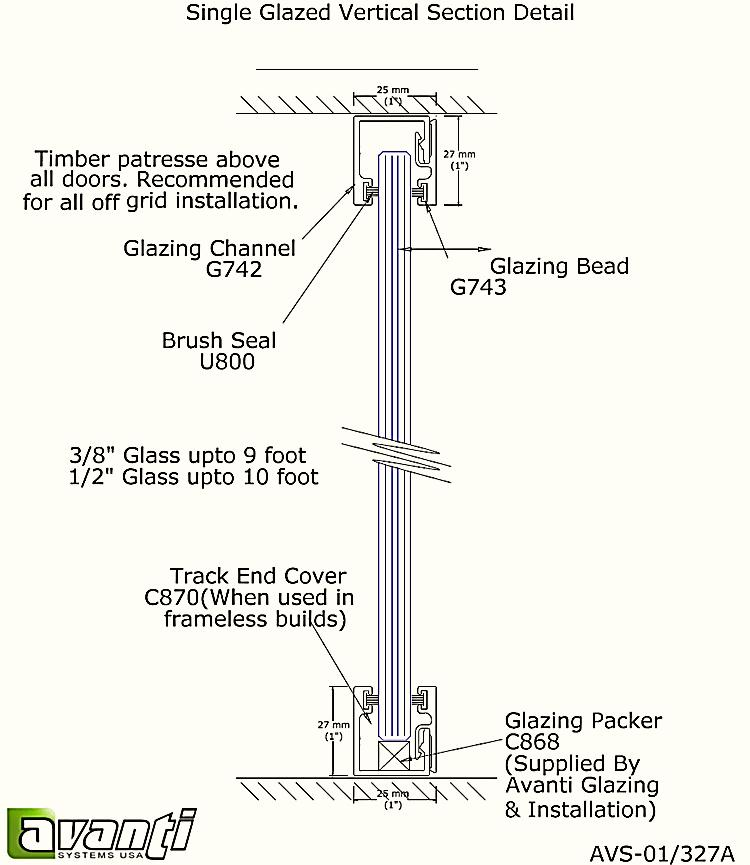 Single Glazed Vertical Section Detail
25 mm
(1")
27 mm
(1")
Timber patresse above
all doors. Recommended
for all off grid installation.
Glazing Channel
G742
Glazing Bead
G743
Brush Seal
U800
3/8" Glass upto 9 foot
1/2" Glass upto 10 foot
Track End Cover
C870(When used in
frameless builds)
27 mm
(1")
Glazing Packer
C868
(Supplied By
Avanti Glazing
& Installation)
25 mm
(1")
avanti
SYSTEMS USA
AVS-01/327A